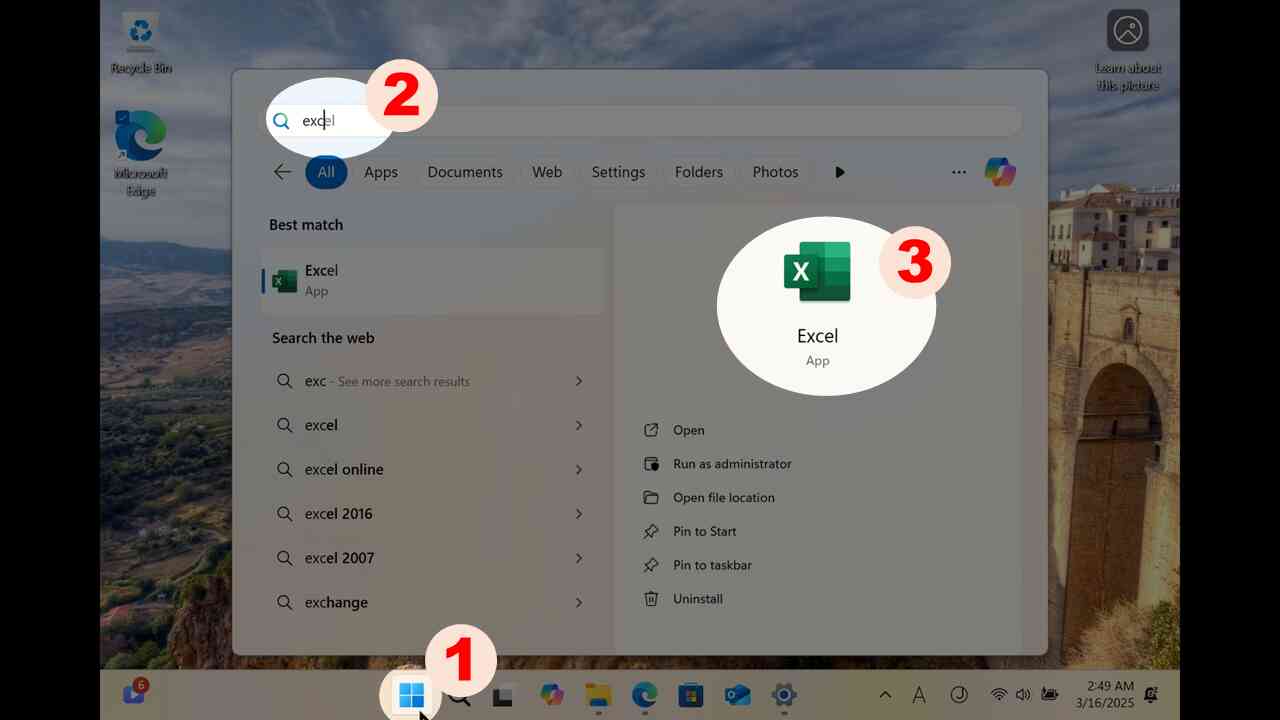 Recycle Bin
Microsoft
Edge
Learn about
this picture
2
excel
All Apps Documents Web Settings Folders Photos
Best match
Excel
App
Search the web
exc - See more search results
excel
excel online
excel 2016
excel 2007
exchange
X
3
Excel
App
Open
Run as administrator
Open file location
Pin to Start
Pin to taskbar
Uninstall
1
6
A
2:49 AM
3/16/2025